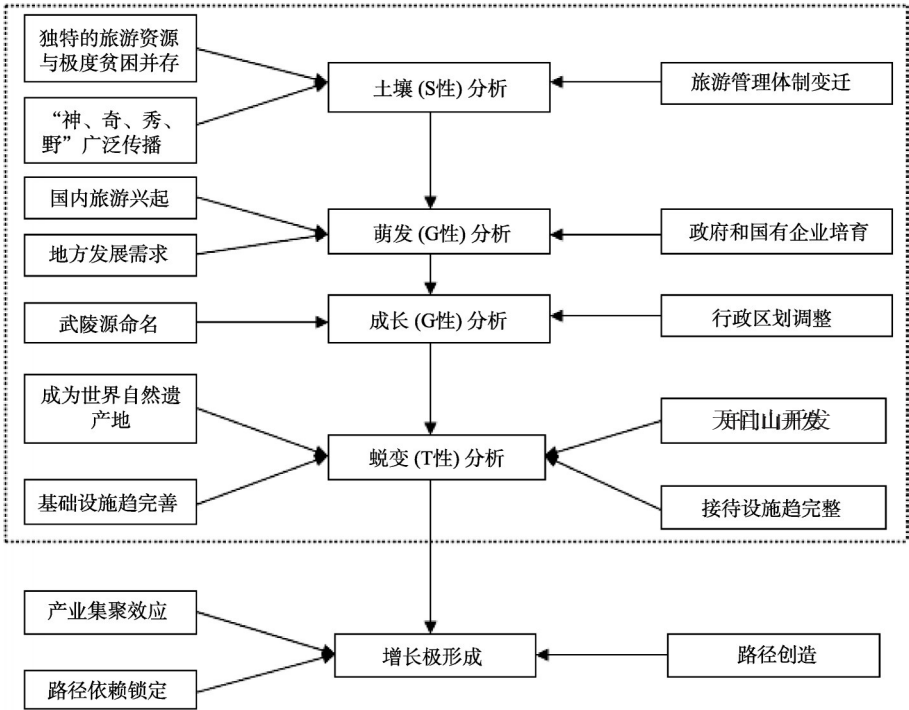 独特的旅游资源
与极度贫困并存
土壤 (S性) 分析
旅游管理体制变迁
“神、奇、秀、
野”广泛传播
国内旅游兴起
萌发 (G性) 分析
政府和国有企业培育
地方发展需求
武陵源命名
成长 (G性) 分析
行政区划调整
成为世界自然遗
产地
天门山开发
蜕变 (T性) 分析
基础设施趋完善
接待设施趋完整
产业集聚效应
增长极形成
路径创造
路径依赖锁定